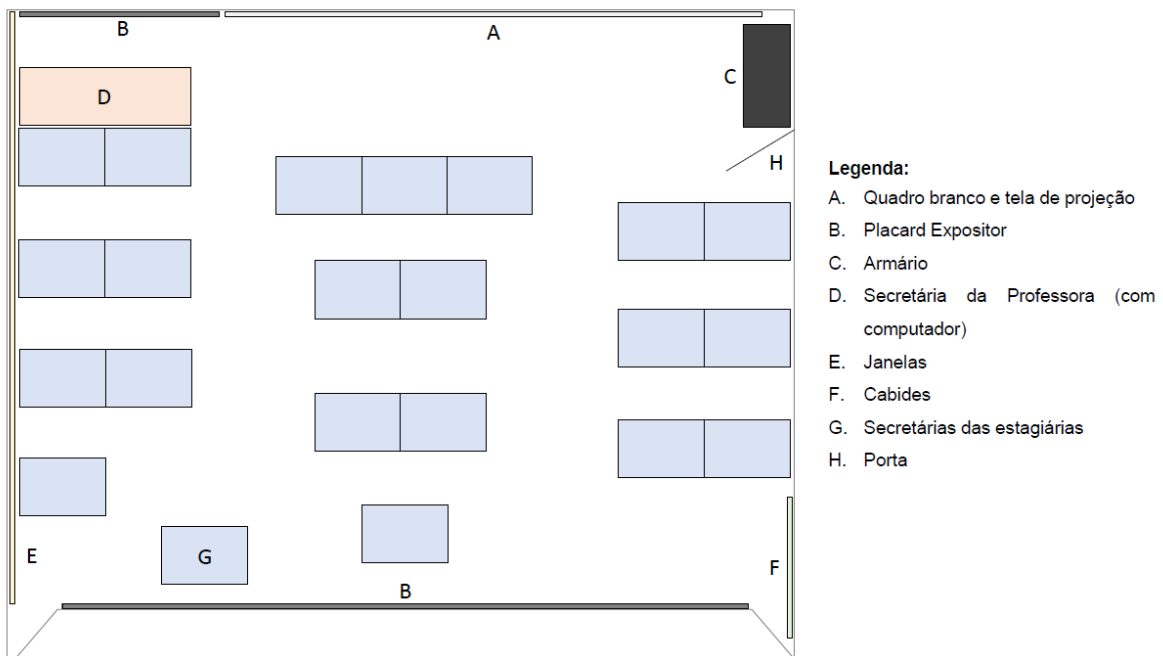 B
A
C
D
H
G
E
F
B
Legenda:
A. Quadro branco e tela de projeção
B. Placard Expositor
C. Armário
D. Secretária da Professora (com
computador)
E. Janelas
F. Cabides
G. Secretárias das estagiárias
H. Porta